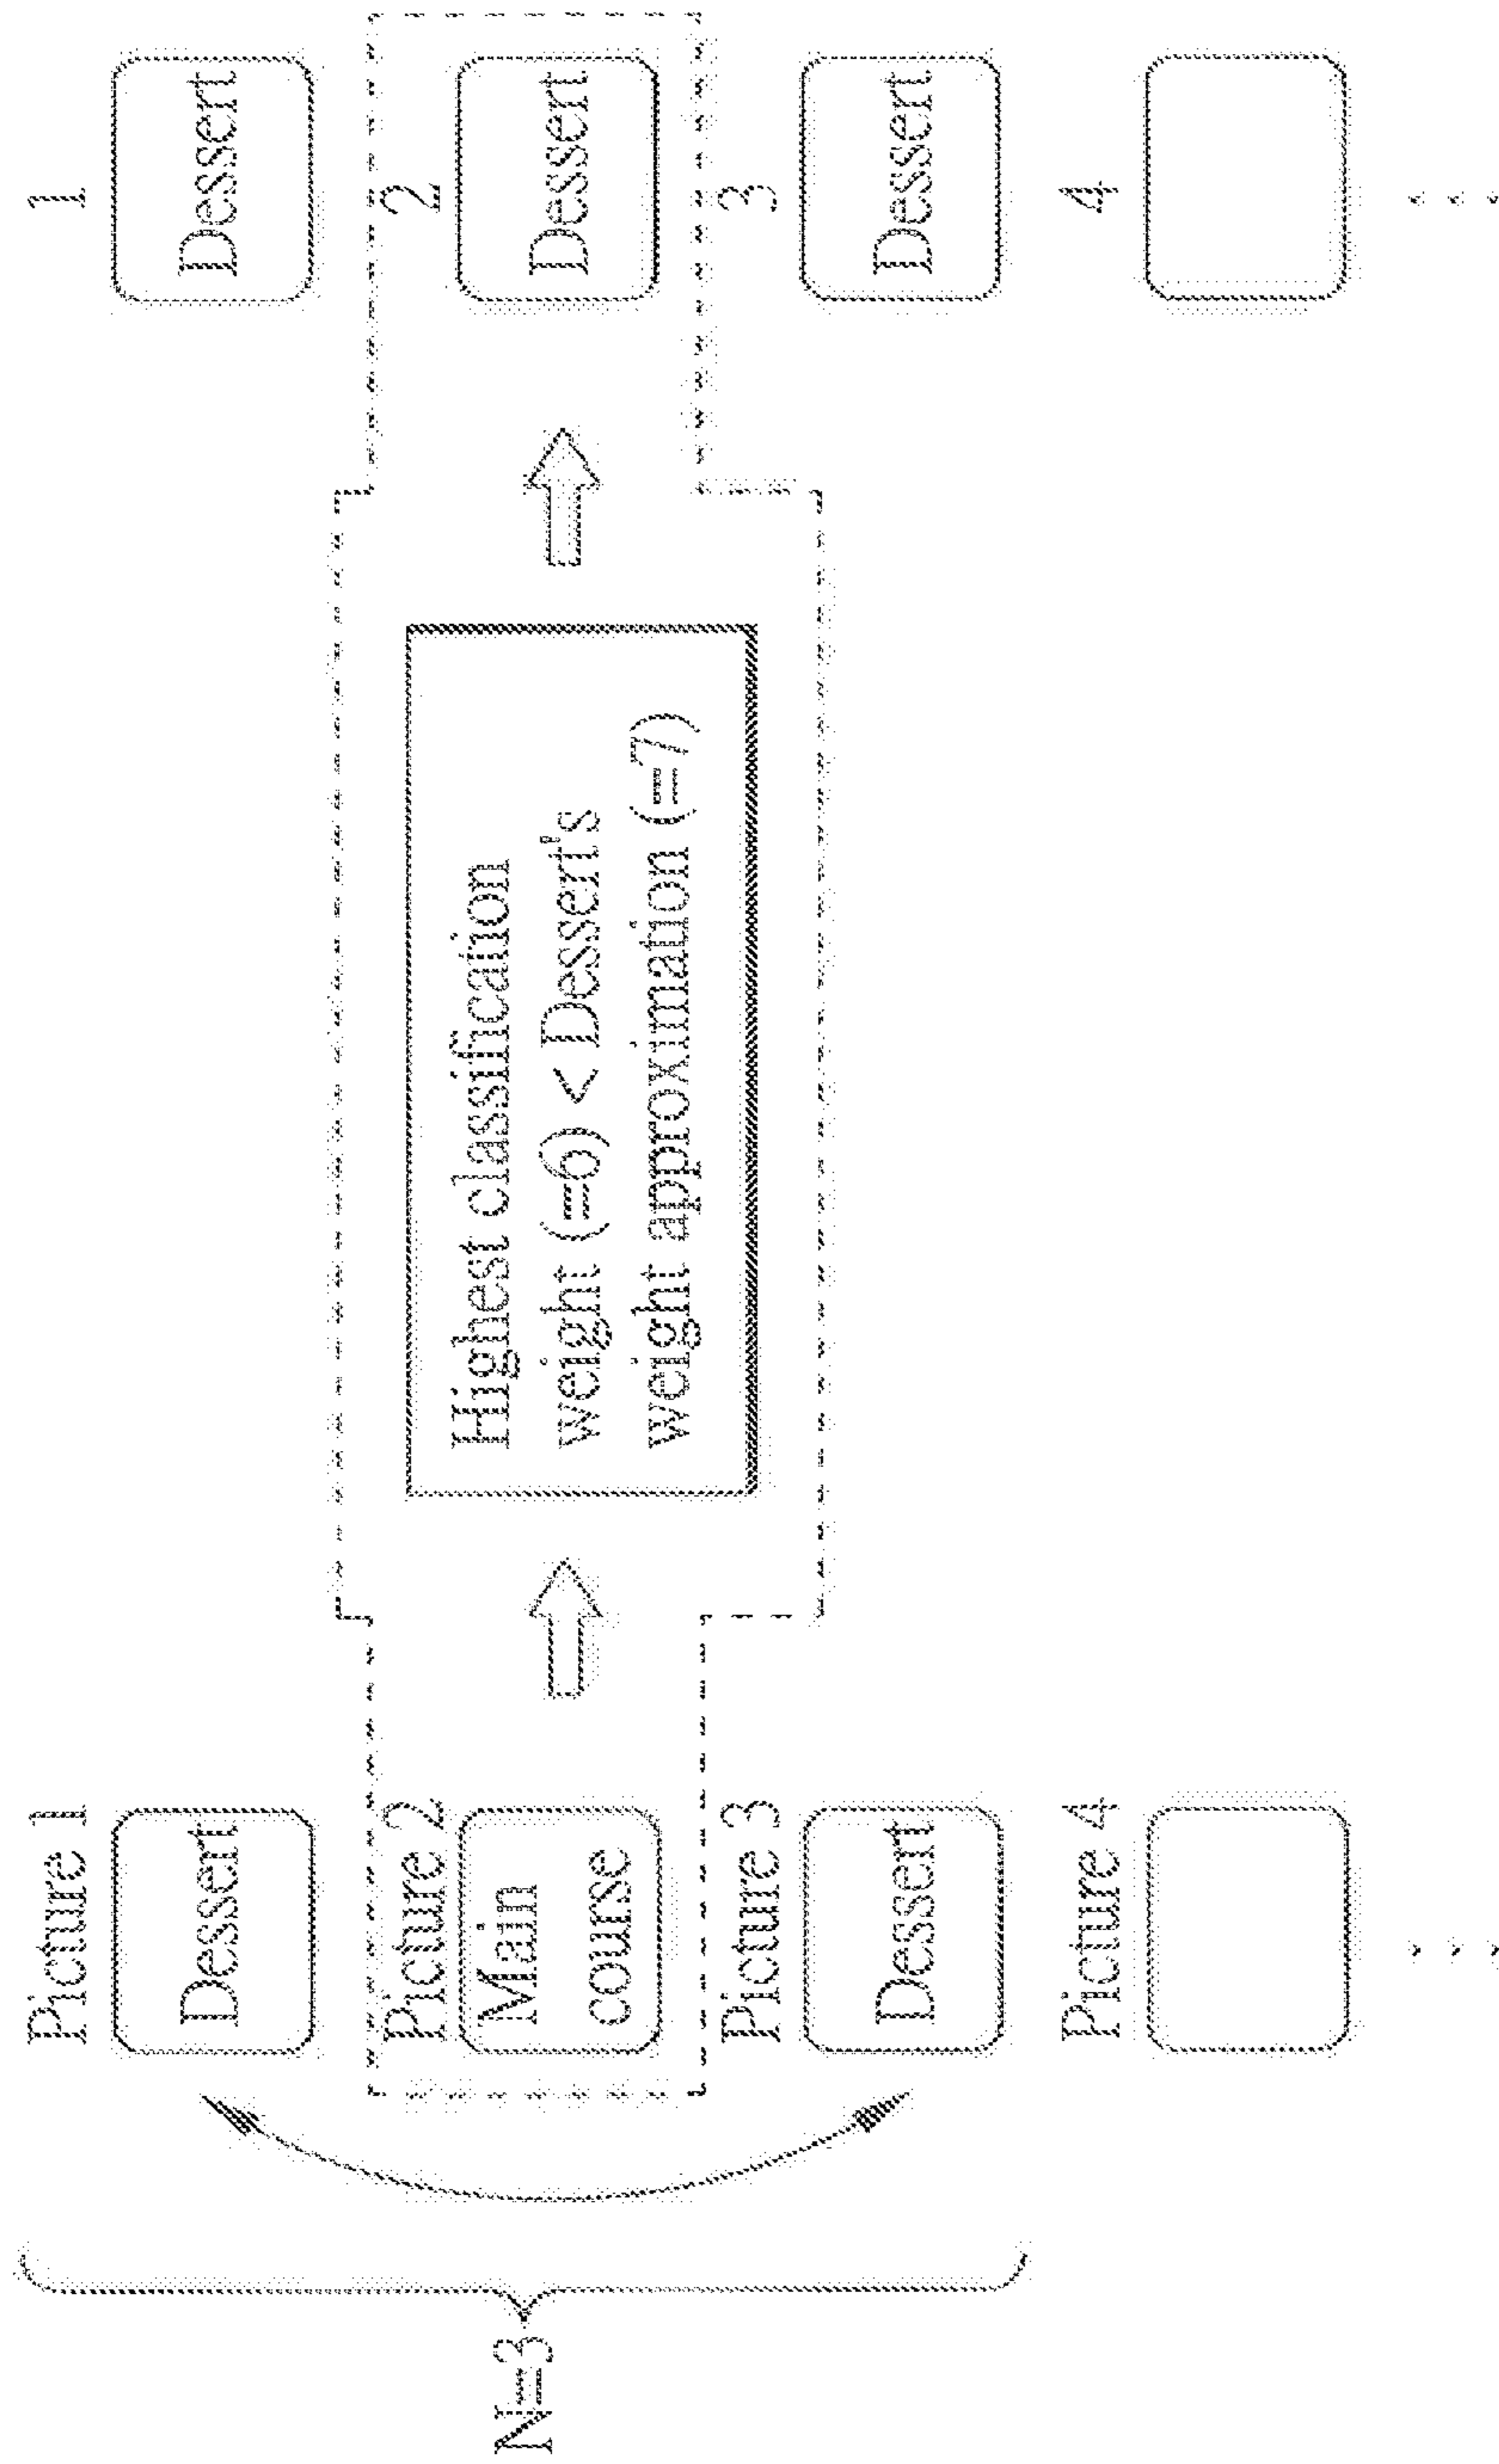 N=3
Picture 1
Dessert
Picture 2
Main
course
Picture 3
Dessert
Picture 4
...
Highest classification
weight (=6) < Dessert's
weight approximation (=7)
1
Dessert
2
Dessert
3
Dessert
4
...